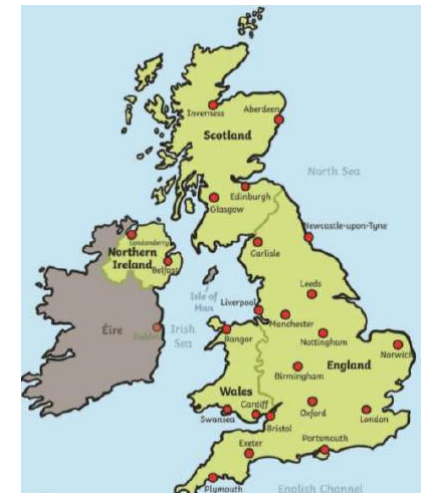 Inverness
Aberdeen
Scotland
North Sea
Edinburgh
Glasgow
Newcastle-upon-Tyne
Londonderry
Carlisle
Northern
Ireland
Belfast
Leeds
Isle of
Man
Liverpool
Manchester
Éire
Dublin
Irish
Sea
Bangor
Nottingham
Norwich
England
Birmingham
Wales
Cardiff
Swansea
Oxford
London
Bristol
Exeter
Portsmouth
Plymouth
English Channel